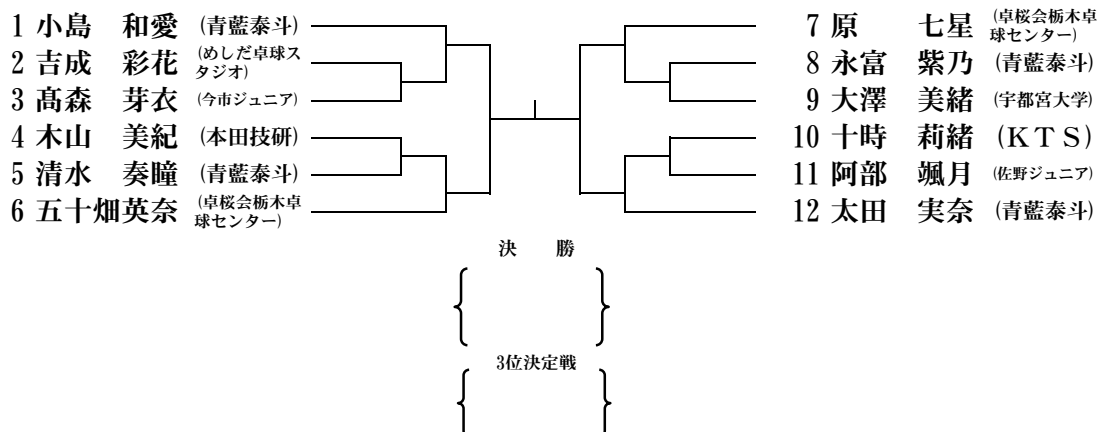 1 小島 和愛 (青藍泰斗)
2 吉成 彩花 (めしだ卓球ス
タジオ)
3 髙森 芽衣 (今市ジュニア)
4 木山 美紀 (本田技研)
5 清水 奏瞳 (青藍泰斗)
6 五十畑英奈 (卓桜会栃木卓
球センター)
7 原 七星 (卓桜会栃木卓
球センター)
8 永富 紫乃 (青藍泰斗)
9 大澤 美緒 (宇都宮大学)
10 十時 莉緒 (ＫＴＳ)
11 阿部 颯月 (佐野ジュニア)
12 太田 実奈 (青藍泰斗)
決 勝
3位決定戦